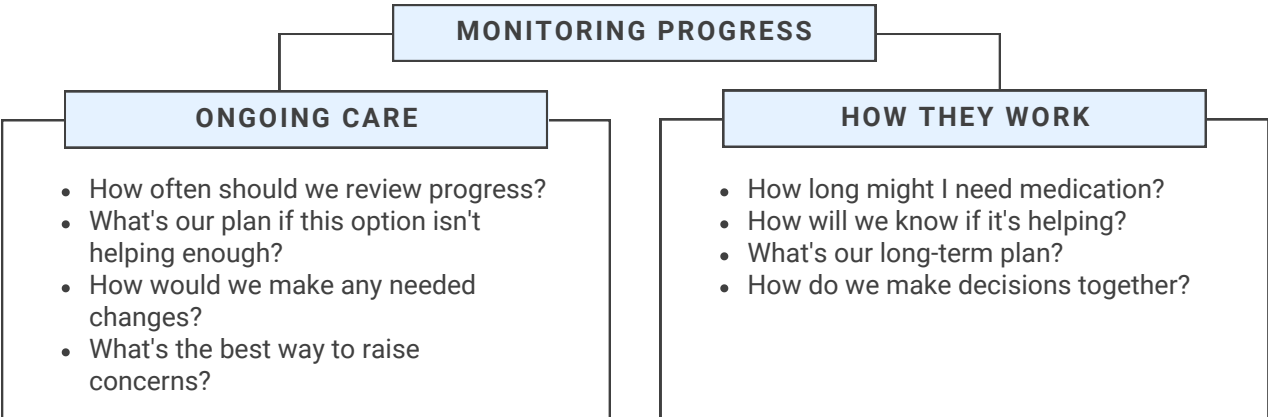 MONITORING PROGRESS
ONGOING CARE
• How often should we review progress?
• What's our plan if this option isn't
helping enough?
• How would we make any needed
changes?
• What's the best way to raise
concerns?
HOW THEY WORK
• How long might I need medication?
• How will we know if it's helping?
• What's our long-term plan?
• How do we make decisions together?